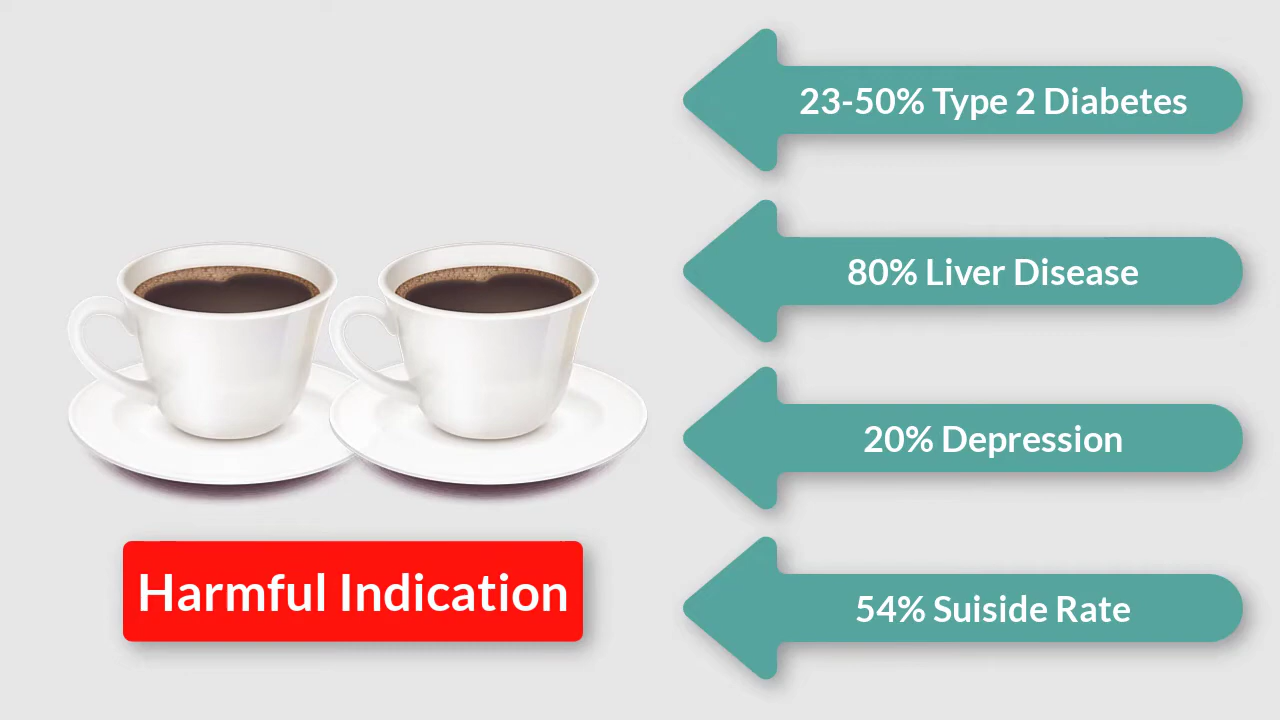 23-50% Type 2 Diabetes
80% Liver Disease
20% Depression
54% Suiside Rate
Harmful Indication